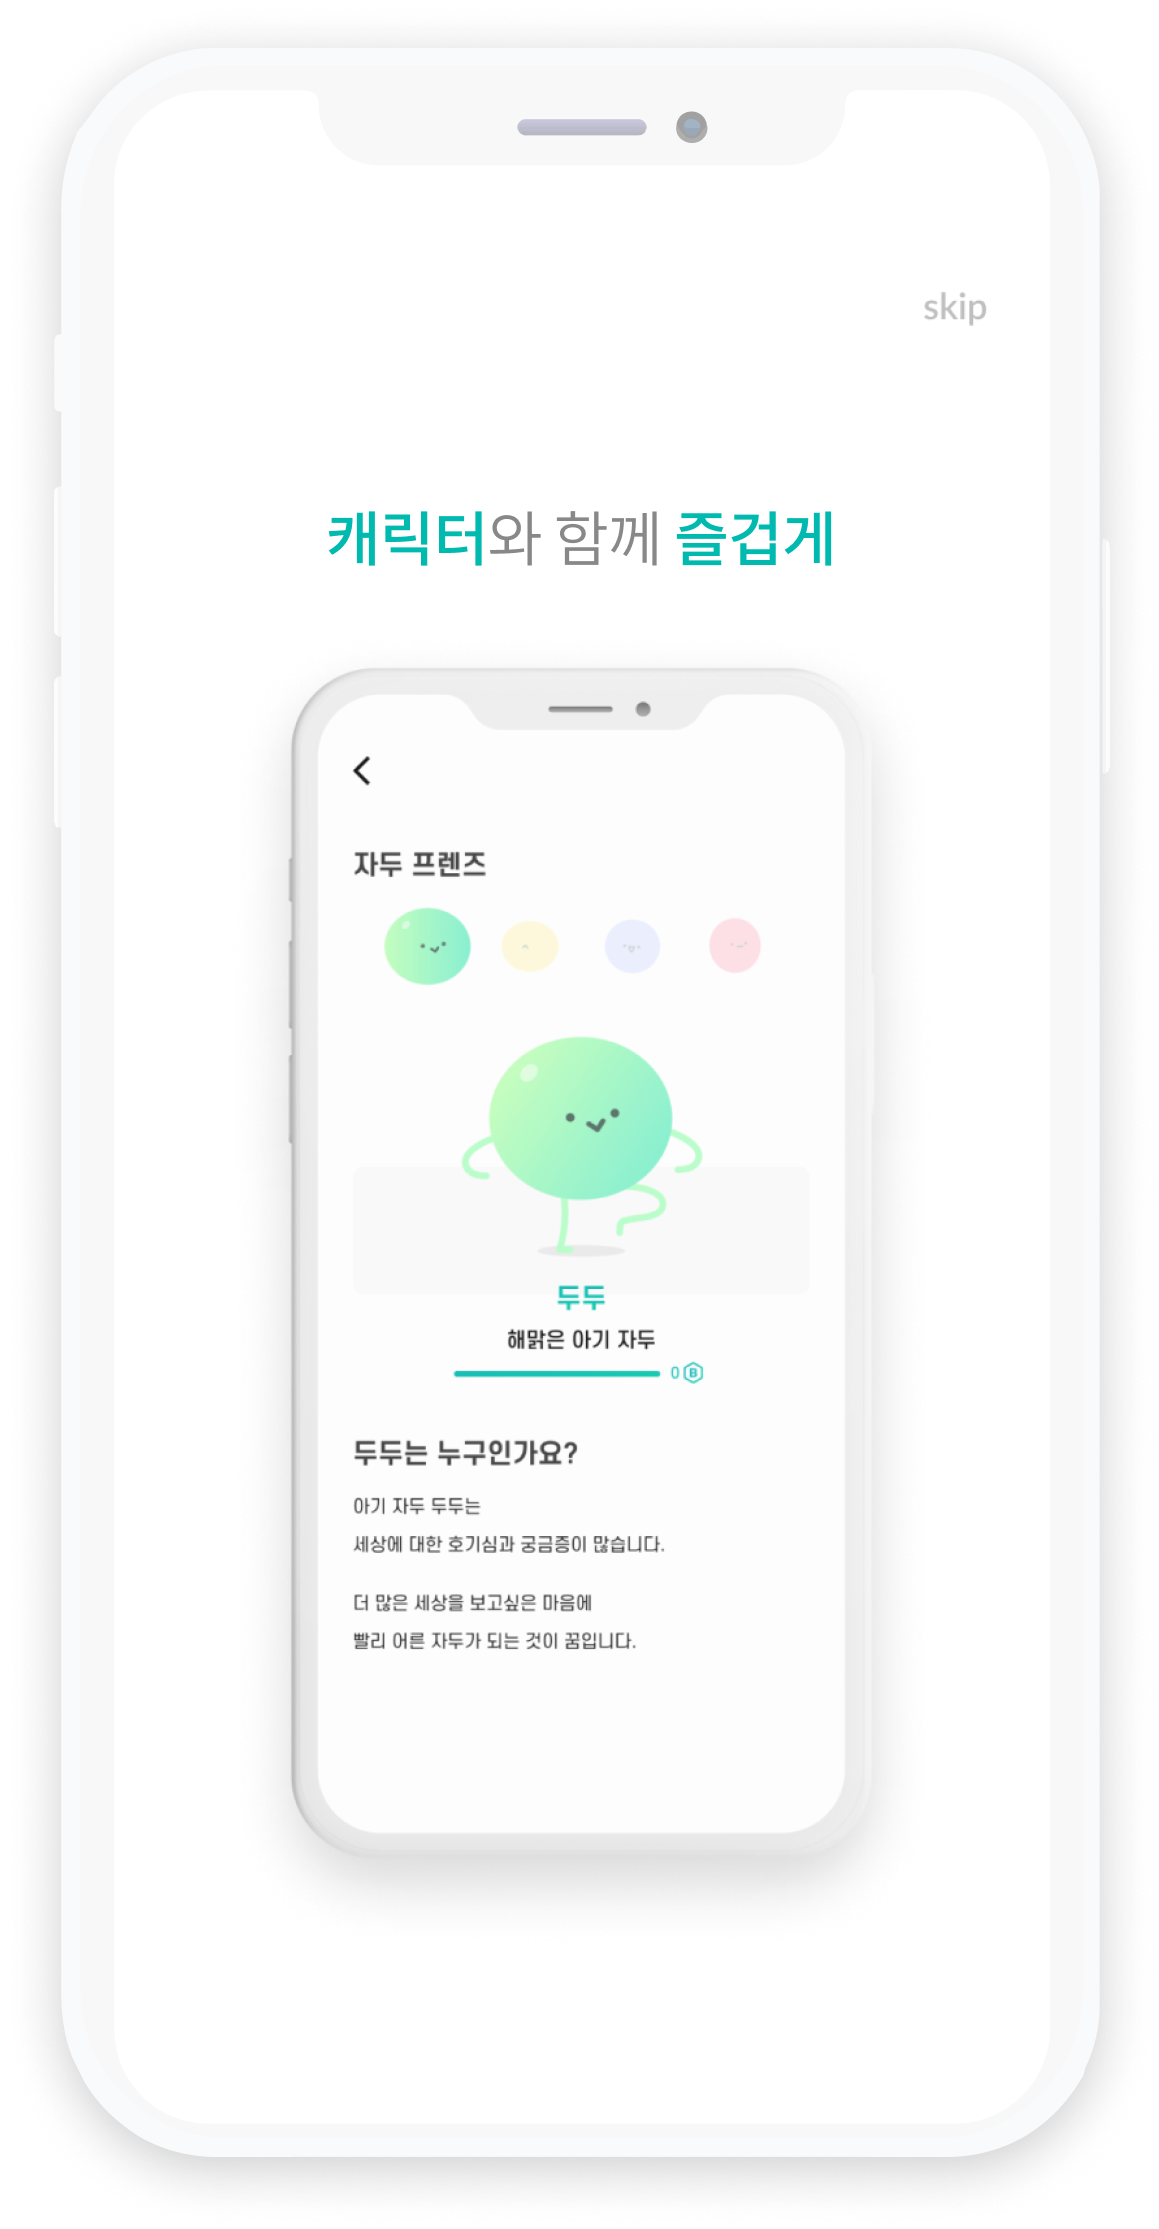 skip
캐릭터와 함께 즐겁게
자두 프렌즈
두두
해맑은 아기 자두
0 B
두두는 누구인가요?
아기 자두 두두는
세상에 대한 호기심과 궁금증이 많습니다.
더 많은 세상을 보고싶은 마음에
빨리 어른 자두가 되는 것이 꿈입니다.